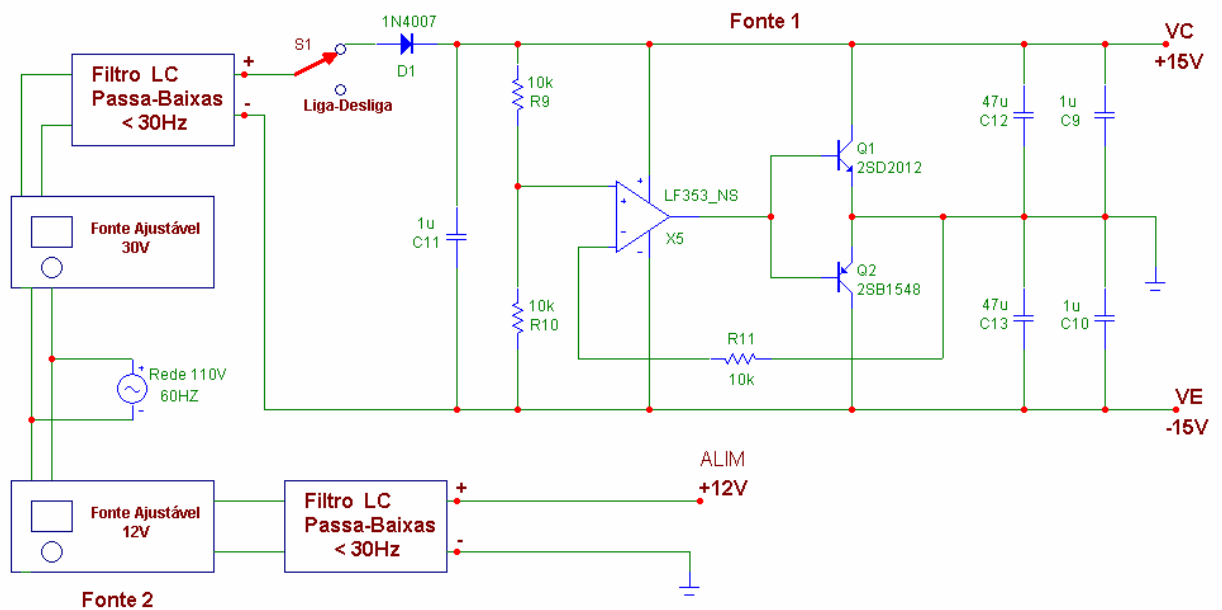 Fonte 1
1N4007
D1
S1
Liga-Desliga
+
-
Filtro LC
Passa-Baixas
< 30Hz
VC
+15V
10k
R9
47u
C12
1u
C9
Q1
2SD2012
LF353_NS
X5
+
+
-
-
1u
C11
Fonte Ajustável
30V
Q2
2SB1548
10k
R10
47u
C13
1u
C10
R11
10k
Rede 110V
60HZ
+
-
VE
-15V
ALIM
+12V
Fonte Ajustável
12V
Filtro LC
Passa-Baixas
< 30Hz
+
-
Fonte 2